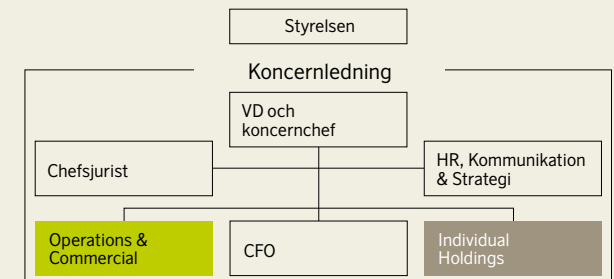 Styrelsen
Koncernledning
VD och
koncernchef
Chefsjurist
HR, Kommunikation
& Strategi
Operations &
Commercial
CFO
Individual
Holdings